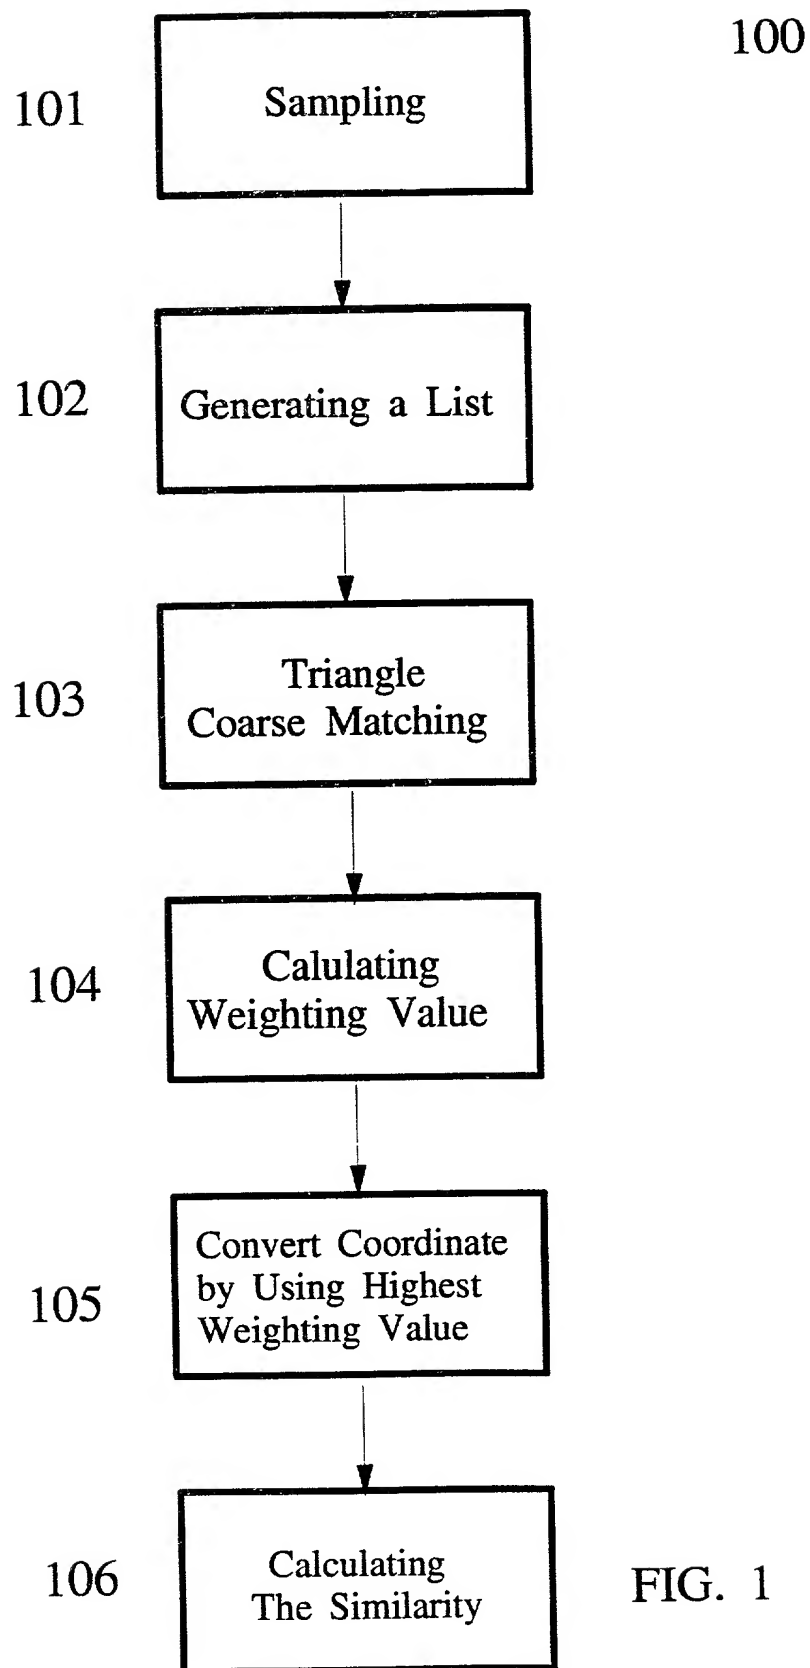 100
101
Sampling
102
Generating a List
103
Triangle
Coarse Matching
104
Calulating
Weighting Value
105
Convert Coordinate
by Using Highest
Weighting Value
106
Calculating
The Similarity
FIG. 1